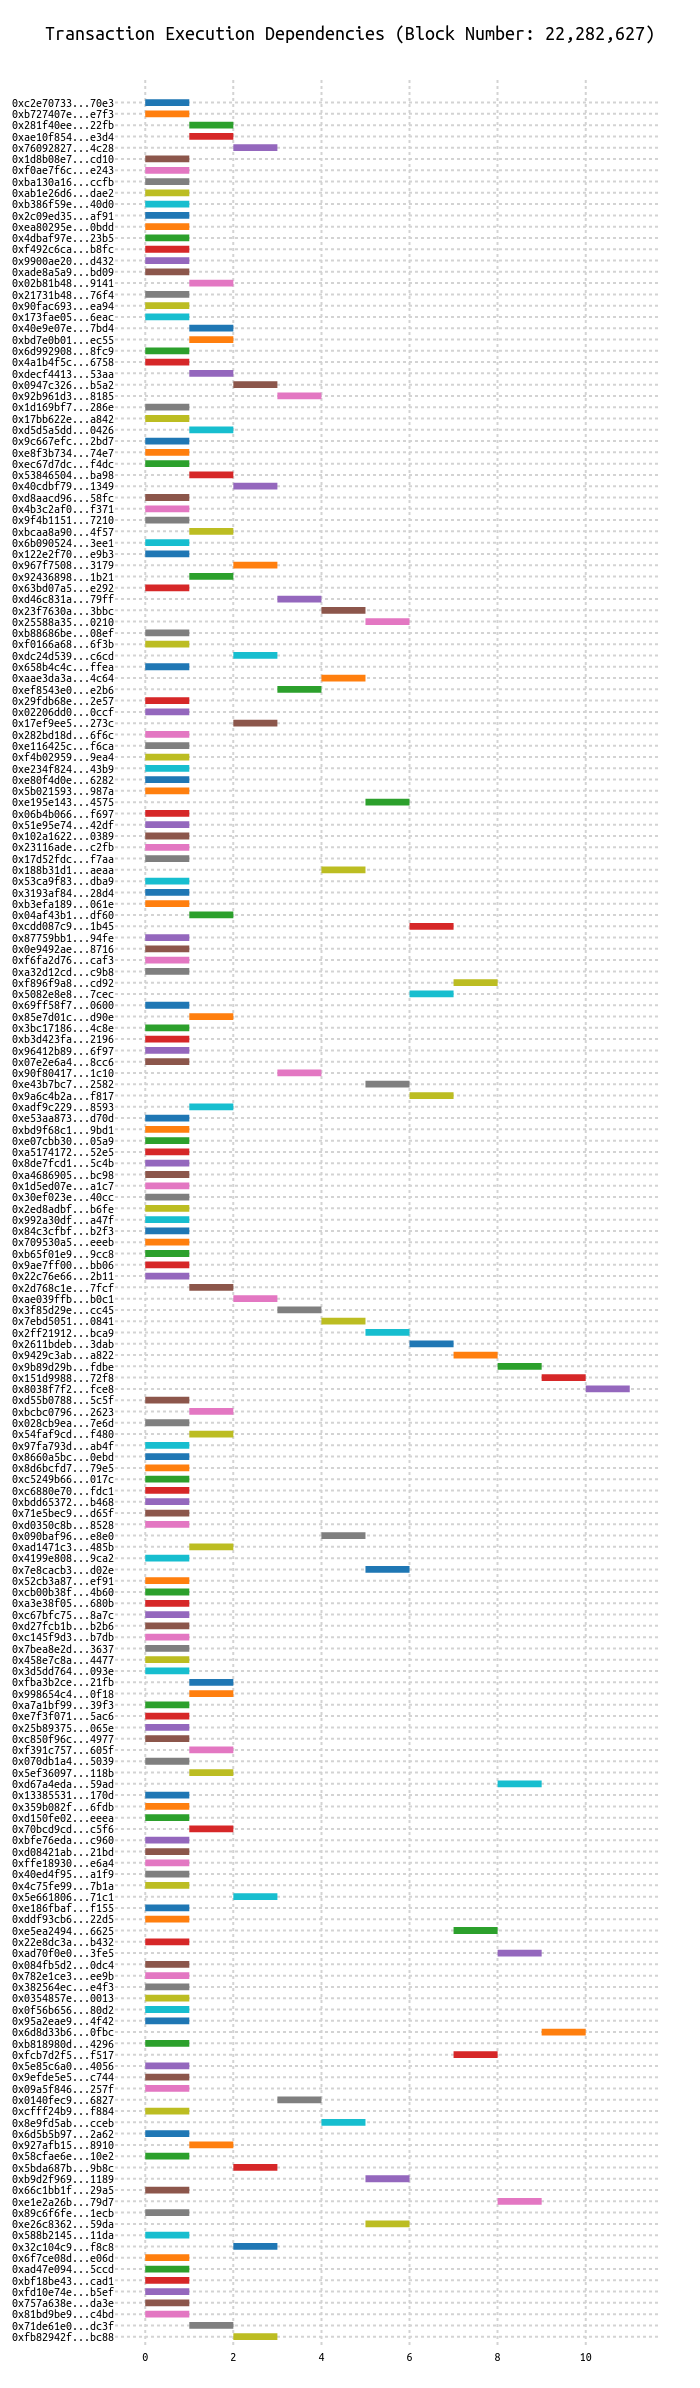 Transaction Execution Dependencies (Block Number: 22,282,627)
0xc2e70733...70e3
0xb727407e...e7f3
0x281f40ee...22fb
0xae10f854...e3d4
0x76092827...4c28
0x1d8b08e7...cd10
0xf0ae7f6c...e243
0xba130a16...ccfb
0xab1e26d6...dae2
0xb386f59e...40d0
0x2c09ed35...af91
0xea80295e...0bdd
0x4dbaf97e...23b5
0xf492c6ca...b8fc
0x9900ae20...d432
0xade8a5a9...bd09
0x02b81b48...9141
0x21731b48...76f4
0x90fac693...ea94
0x173fae05...6eac
0x40e9e07e...7bd4
0xbd7e0b01...ec55
0x6d992908...8fc9
0x4a1b4f5c...6758
0xdecf4413...53aa
0x0947c326...b5a2
0x92b961d3...8185
0x1d169bf7...286e
0x17bb622e...a842
0xd5d5a5dd...0426
0x9c667efc...2bd7
0xe8f3b734...74e7
0xec67d7dc...f4dc
0x53846504...ba98
0x40cdbf79...1349
0xd8aacd96...58fc
0x4b3c2af0...f371
0x9f4b1151...7210
0xbcaa8a90...4f57
0x6b090524...3ee1
0x122e2f70...e9b3
0x967f7508...3179
0x92436898...1b21
0x63bd07a5...e292
0xd46c831a...79ff
0x23f7630a...3bbc
0x25588a35...0210
0xb88686be...08ef
0xf0166a68...6f3b
0xdc24d539...c6cd
0x658b4c4c...ffea
0xaae3da3a...4c64
0xef8543e0...e2b6
0x29fdb68e...2e57
0x02206dd0...0ccf
0x17ef9ee5...273c
0x282bd18d...6f6c
0xe116425c...f6ca
0xf4b02959...9ea4
0xe234f824...43b9
0xe80f4d0e...6282
0x5b021593...987a
0xe195e143...4575
0x06b4b066...f697
0x51e95e74...42df
0x102a1622...0389
0x23116ade...c2fb
0x17d52fdc...f7aa
0x188b31d1...aeaa
0x53ca9f83...dba9
0x3193af84...28d4
0xb3efa189...061e
0x04af43b1...df60
0xcdd087c9...1b45
0x87759bb1...94fe
0x0e9492ae...8716
0xf6fa2d76...caf3
0xa32d12cd...c9b8
0xf896f9a8...cd92
0x5082e8e8...7cec
0x69ff58f7...0600
0x85e7d01c...d90e
0x3bc17186...4c8e
0xb3d423fa...2196
0x96412b89...6f97
0x07e2e6a4...8cc6
0x90f80417...1c10
0xe43b7bc7...2582
0x9a6c4b2a...f817
0xadf9c229...8593
0xe53aa873...d70d
0xbd9f68c1...9bd1
0xe07cbb30...05a9
0xa5174172...52e5
0x8de7fcd1...5c4b
0xa4686905...bc98
0x1d5ed07e...a1c7
0x30ef023e...40cc
0x2ed8adbf...b6fe
0x992a30df...a47f
0x84c3cfbf...b2f3
0x709530a5...eeeb
0xb65f01e9...9cc8
0x9ae7ff00...bb06
0x22c76e66...2b11
0x2d768c1e...7fcf
0xae039ffb...b0c1
0x3f85d29e...cc45
0x7ebd5051...0841
0x2ff21912...bca9
0x2611bdeb...3dab
0x9429c3ab...a822
0x9b89d29b...fdbe
0x151d9988...72f8
0x8038f7f2...fce8
0xd55b0788...5c5f
0xbcbc0796...2623
0x028cb9ea...7e6d
0x54faf9cd...f480
0x97fa793d...ab4f
0x8660a5bc...0ebd
0x8d6bcfd7...79e5
0xc5249b66...017c
0xc6880e70...fdc1
0xbdd65372...b468
0x71e5bec9...d65f
0xd0350c8b...8528
0x090baf96...e8e0
0xad1471c3...485b
0x4199e808...9ca2
0x7e8cacb3...d02e
0x52cb3a87...ef91
0xcb00b38f...4b60
0xa3e38f05...680b
0xc67bfc75...8a7c
0xd27fcb1b...b2b6
0xc145f9d3...b7db
0x7bea8e2d...3637
0x458e7c8a...4477
0x3d5dd764...093e
0xfba3b2ce...21fb
0x998654c4...0f18
0xa7a1bf99...39f3
0xe7f3f071...5ac6
0x25b89375...065e
0xc850f96c...4977
0xf391c757...605f
0x070db1a4...5039
0x5ef36097...118b
0xd67a4eda...59ad
0x13385531...170d
0x359b082f...6fdb
0xd150fe02...eeea
0x70bcd9cd...c5f6
0xbfe76eda...c960
0xd08421ab...21bd
0xffe18930...e6a4
0x40ed4f95...a1f9
0x4c75fe99...7b1a
0x5e661806...71c1
0xe186fbaf...f155
0xddf93cb6...22d5
0xe5ea2494...6625
0x22e8dc3a...b432
0xad70f0e0...3fe5
0x084fb5d2...0dc4
0x782e1ce3...ee9b
0x382564ec...e4f3
0x0354857e...0013
0x0f56b656...80d2
0x95a2eae9...4f42
0x6d8d33b6...0fbc
0xb818980d...4296
0xfcb7d2f5...f517
0x5e85c6a0...4056
0x9efde5e5...c744
0x09a5f846...257f
0x0140fec9...6827
0xcfff24b9...f884
0x8e9fd5ab...cceb
0x6d5b5b97...2a62
0x927afb15...8910
0x58cfae6e...10e2
0x5bda687b...9b8c
0xb9d2f969...1189
0x66c1bb1f...29a5
0xe1e2a26b...79d7
0x89c6f6fe...1ecb
0xe26c8362...59da
0x588b2145...11da
0x32c104c9...f8c8
0x6f7ce08d...e06d
0xad47e094...5ccd
0xbf18be43...cad1
0xfd10e74e...b5ef
0x757a638e...da3e
0x81bd9be9...c4bd
0x71de61e0...dc3f
0xfb82942f...bc88
0 2 4 6 8 10